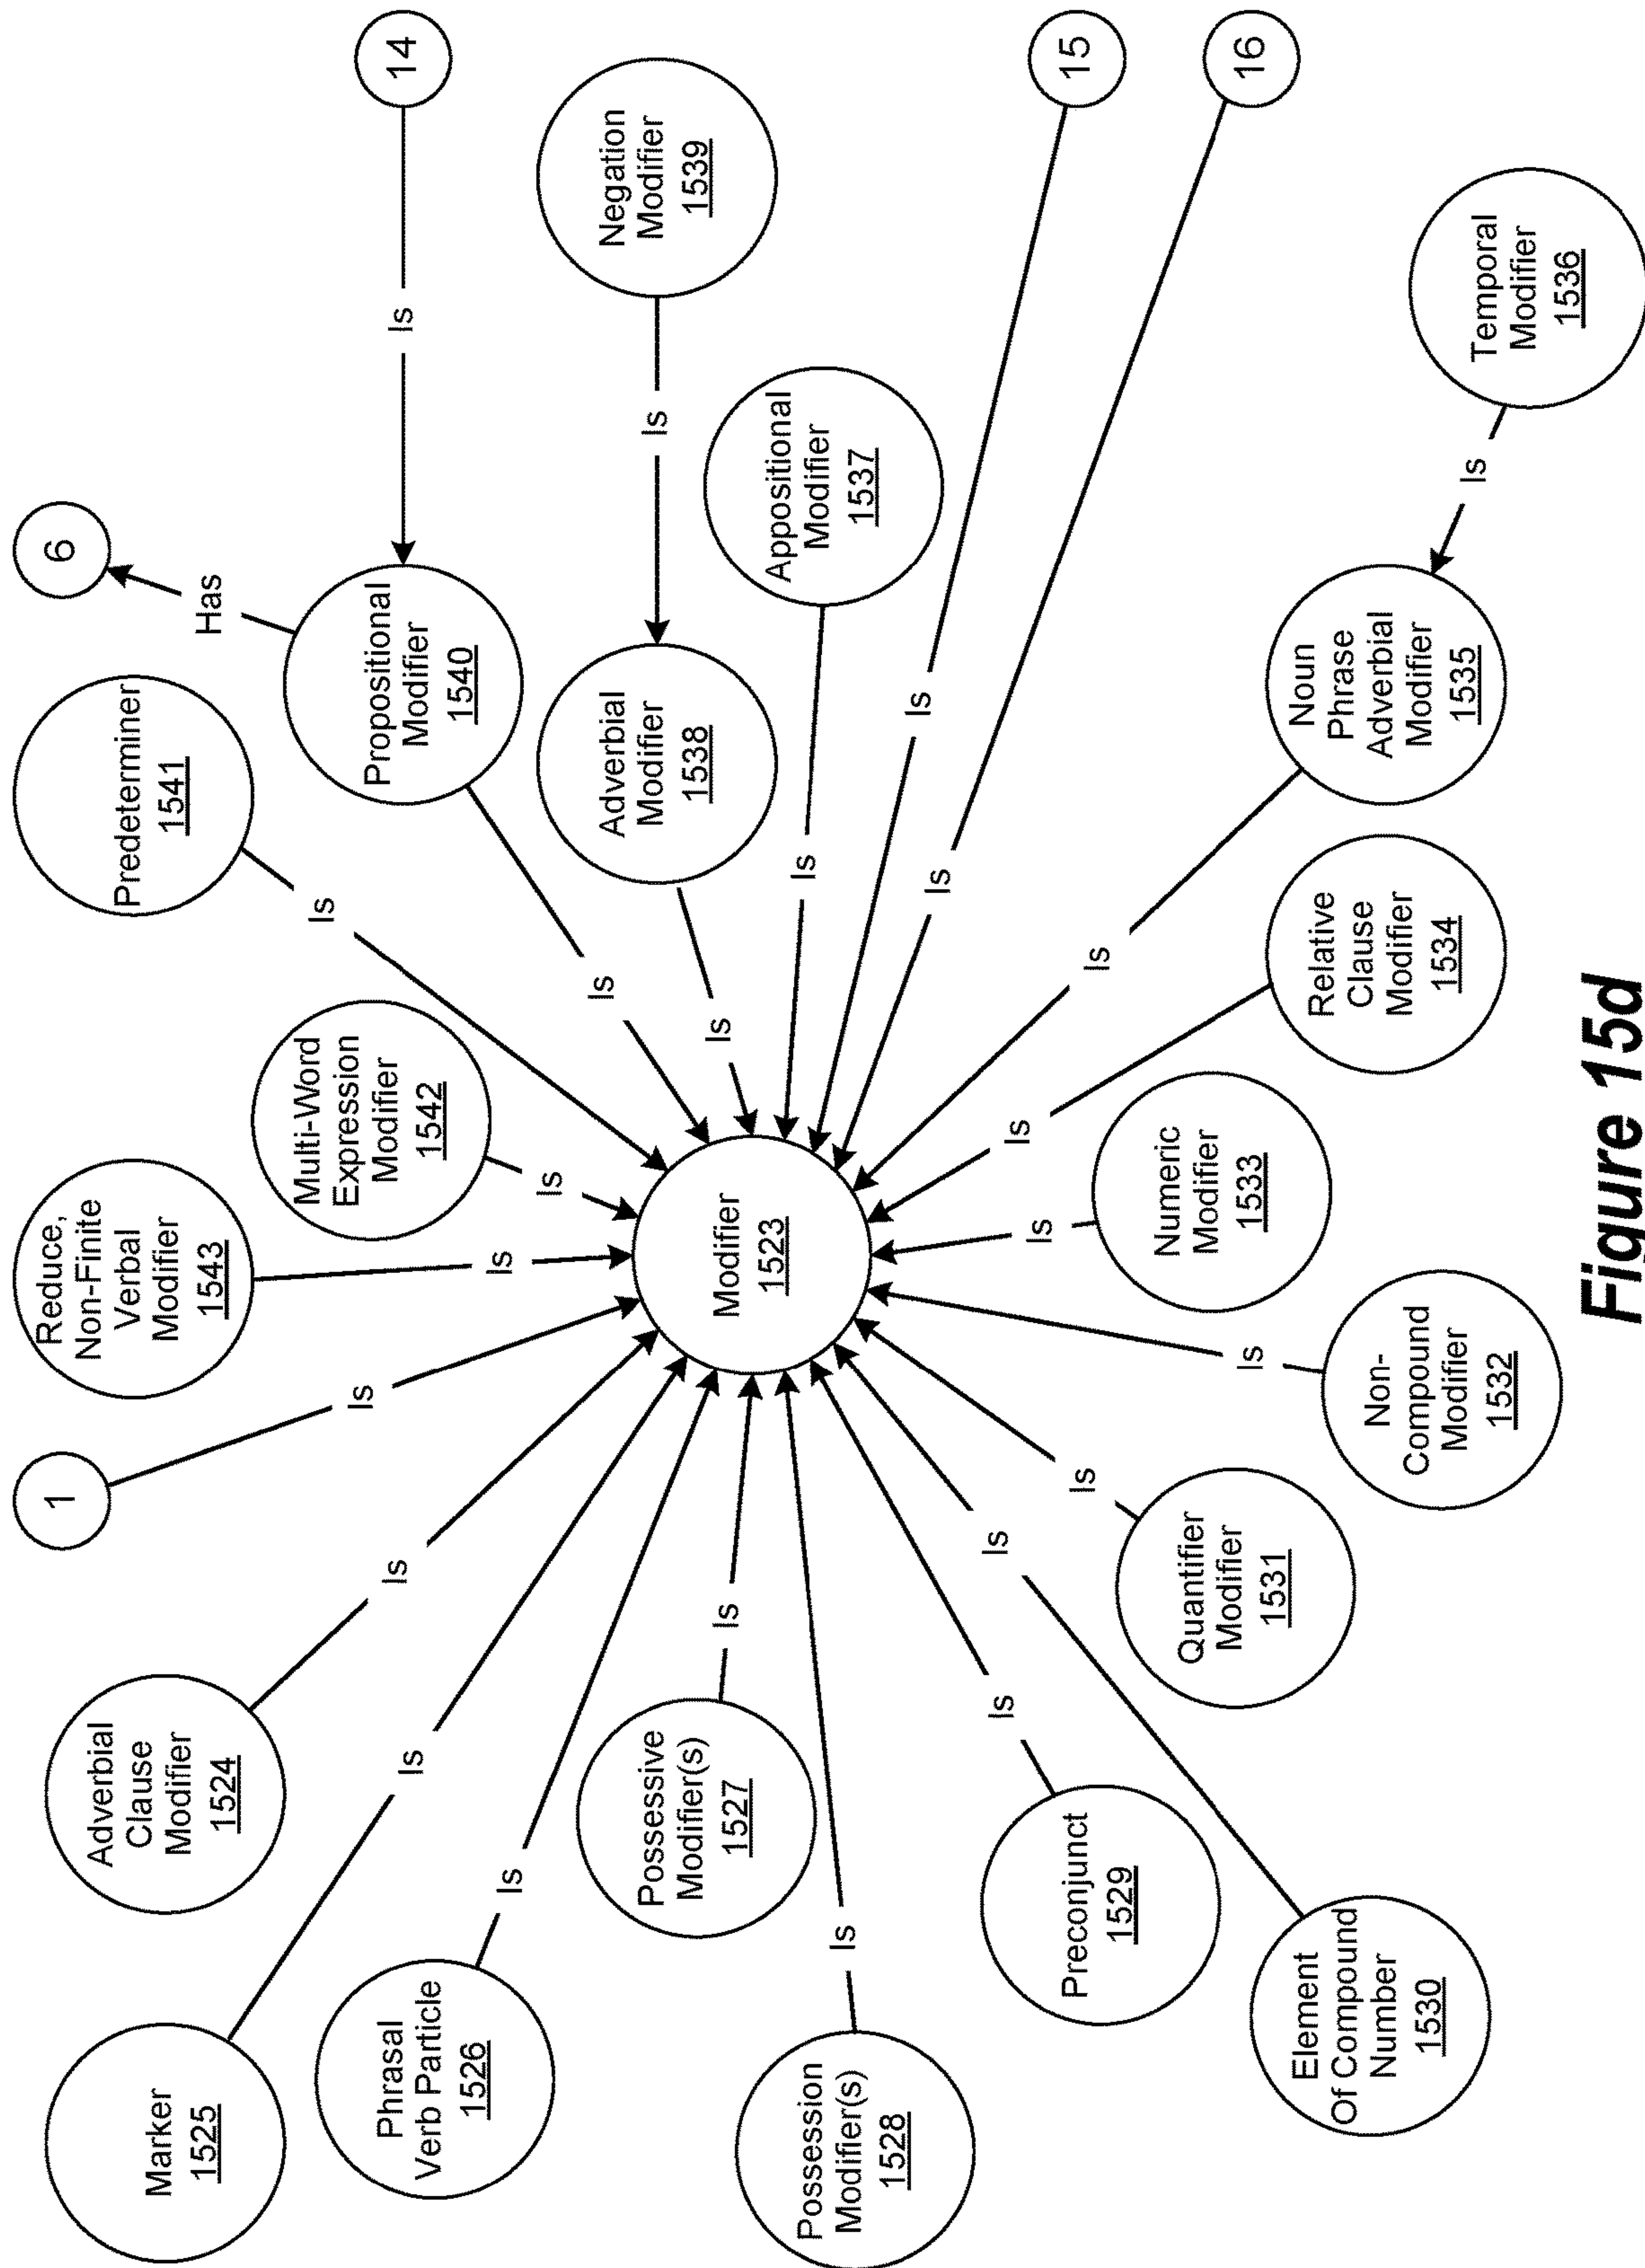 Marker
1525
Adverbial
Clause
Modifier
1524
1
Reduce,
Non-Finite
Verbal
Modifier
1543
Predeterminer
1541
6
Has
Is
Is
Is
Is
Multi-Word
Expression
Modifier
1542
Is
Is
Propositional
Modifier
1540
Is
14
Phrasal
Verb Particle
1526
Is
Is
Is
Adverbial
Modifier
1538
Is
Negation
Modifier
1539
Possessive
Modifier(s)
1527
Is
Modifier
1523
Is
Appositional
Modifier
1537
Possession
Modifier(s)
1528
Is
Is
Is
15
16
Preconjunct
1529
Is
Is
Is
Is
Is
Is
Is
Element
Of Compound
Number
1530
Quantifier
Modifier
1531
Numeric
Modifier
1533
Non-
Compound
Modifier
1532
Relative
Clause
Modifier
1534
Noun
Phrase
Adverbial
Modifier
1535
Is
Temporal
Modifier
1536
Figure 15d